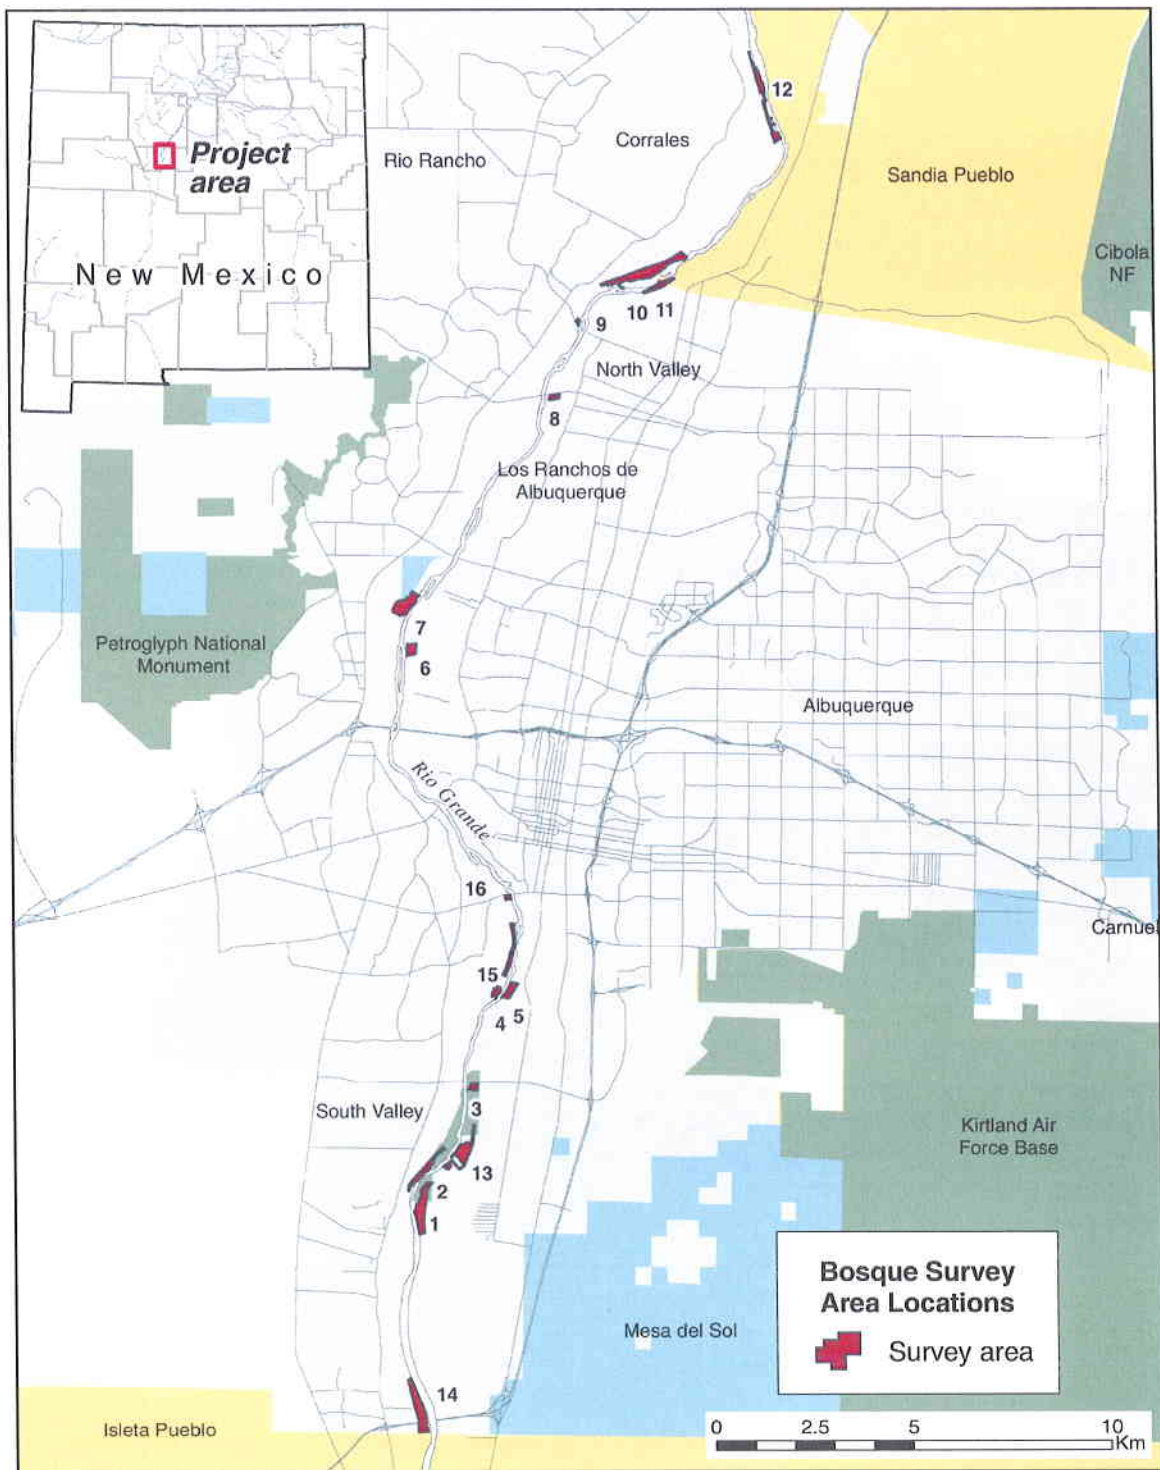 Project
area
New Mexico
12
Corrales
Rio Rancho
Sandia Pueblo
Cibola
NF
10
11
9
North Valley
8
Los Ranchos de
Albuquerque
7
Petroglyph National
Monument
6
Albuquerque
Rio Grande
16
Carnuel
15
4
5
3
South Valley
Kirtland Air
Force Base
13
2
1
Bosque Survey
Area Locations
Survey area
Mesa del Sol
14
Isleta Pueblo
0
2.5
5
10
Km